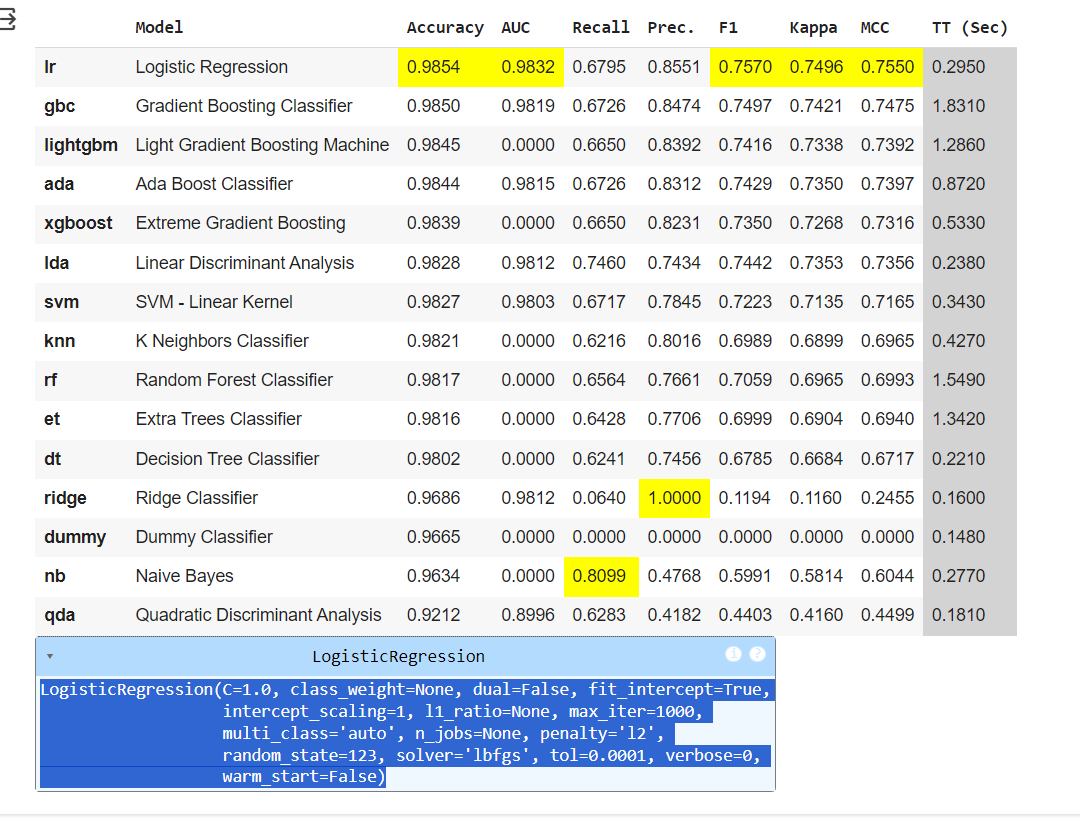 Model Accuracy AUC Recall Prec. F1 Kappa MCC TT (Sec)
lr Logistic Regression 0.9854 0.9832 0.6795 0.8551 0.7570 0.7496 0.7550 0.2950
gbc Gradient Boosting Classifier 0.9850 0.9819 0.6726 0.8474 0.7497 0.7421 0.7475 1.8310
lightgbm Light Gradient Boosting Machine 0.9845 0.0000 0.6650 0.8392 0.7416 0.7338 0.7392 1.2860
ada Ada Boost Classifier 0.9844 0.9815 0.6726 0.8312 0.7429 0.7350 0.7397 0.8720
xgboost Extreme Gradient Boosting 0.9839 0.0000 0.6650 0.8231 0.7350 0.7268 0.7316 0.5330
lda Linear Discriminant Analysis 0.9828 0.9812 0.7460 0.7434 0.7442 0.7353 0.7356 0.2380
svm SVM - Linear Kernel 0.9827 0.9803 0.6717 0.7845 0.7223 0.7135 0.7165 0.3430
knn K Neighbors Classifier 0.9821 0.0000 0.6216 0.8016 0.6989 0.6899 0.6965 0.4270
rf Random Forest Classifier 0.9817 0.0000 0.6564 0.7661 0.7059 0.6965 0.6993 1.5490
et Extra Trees Classifier 0.9816 0.0000 0.6428 0.7706 0.6999 0.6904 0.6940 1.3420
dt Decision Tree Classifier 0.9802 0.0000 0.6241 0.7456 0.6785 0.6684 0.6717 0.2210
ridge Ridge Classifier 0.9686 0.9812 0.0640 1.0000 0.1194 0.1160 0.2455 0.1600
dummy Dummy Classifier 0.9665 0.0000 0.0000 0.0000 0.0000 0.0000 0.0000 0.1480
nb Naive Bayes 0.9634 0.0000 0.8099 0.4768 0.5991 0.5814 0.6044 0.2770
qda Quadratic Discriminant Analysis 0.9212 0.8996 0.6283 0.4182 0.4403 0.4160 0.4499 0.1810
LogisticRegression i ?
LogisticRegression(C=1.0, class_weight=None, dual=False, fit_intercept=True,
intercept_scaling=1, l1_ratio=None, max_iter=1000,
multi_class='auto', n_jobs=None, penalty='l2',
random_state=123, solver='lbfgs', tol=0.0001, verbose=0,
warm_start=False)